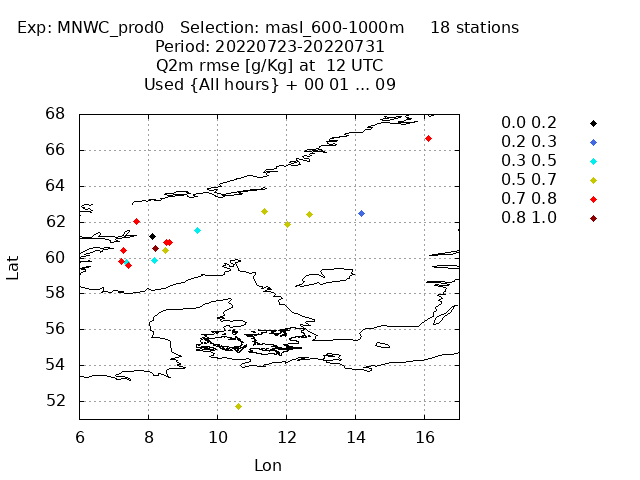 Exp: MNWC_prod0   Selection: masl_600-1000m     18 stations
Period: 20220723-20220731
Q2m rmse [g/Kg] at  12 UTC
Used {All hours} + 00 01 ... 09
68
66
64
62
60
58
56
54
52
Lat
6 8 10 12 14 16
Lon
0.0 0.2
0.2 0.3
0.3 0.5
0.5 0.7
0.7 0.8
0.8 1.0